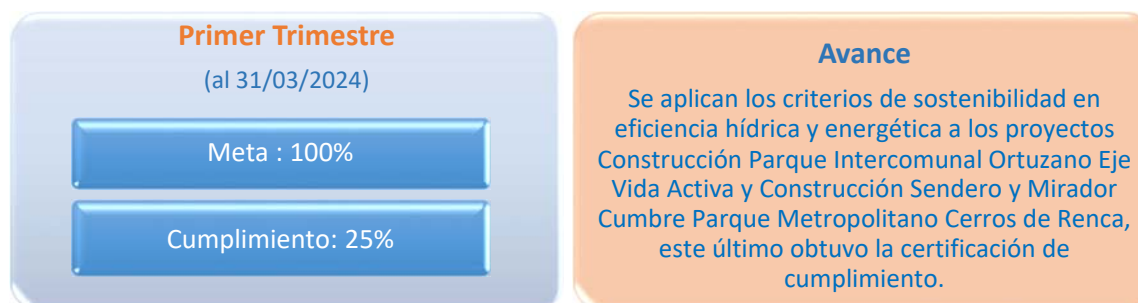 Primer Trimestre
(al 31/03/2024)
Meta : 100%
Cumplimiento: 25%
Avance
Se aplican los criterios de sostenibilidad en
eficiencia hídrica y energética a los proyectos
Construcción Parque Intercomunal Ortuzano Eje
Vida Activa y Construcción Sendero y Mirador
Cumbre Parque Metropolitano Cerros de Renca,
este último obtuvo la certificación de
cumplimiento.